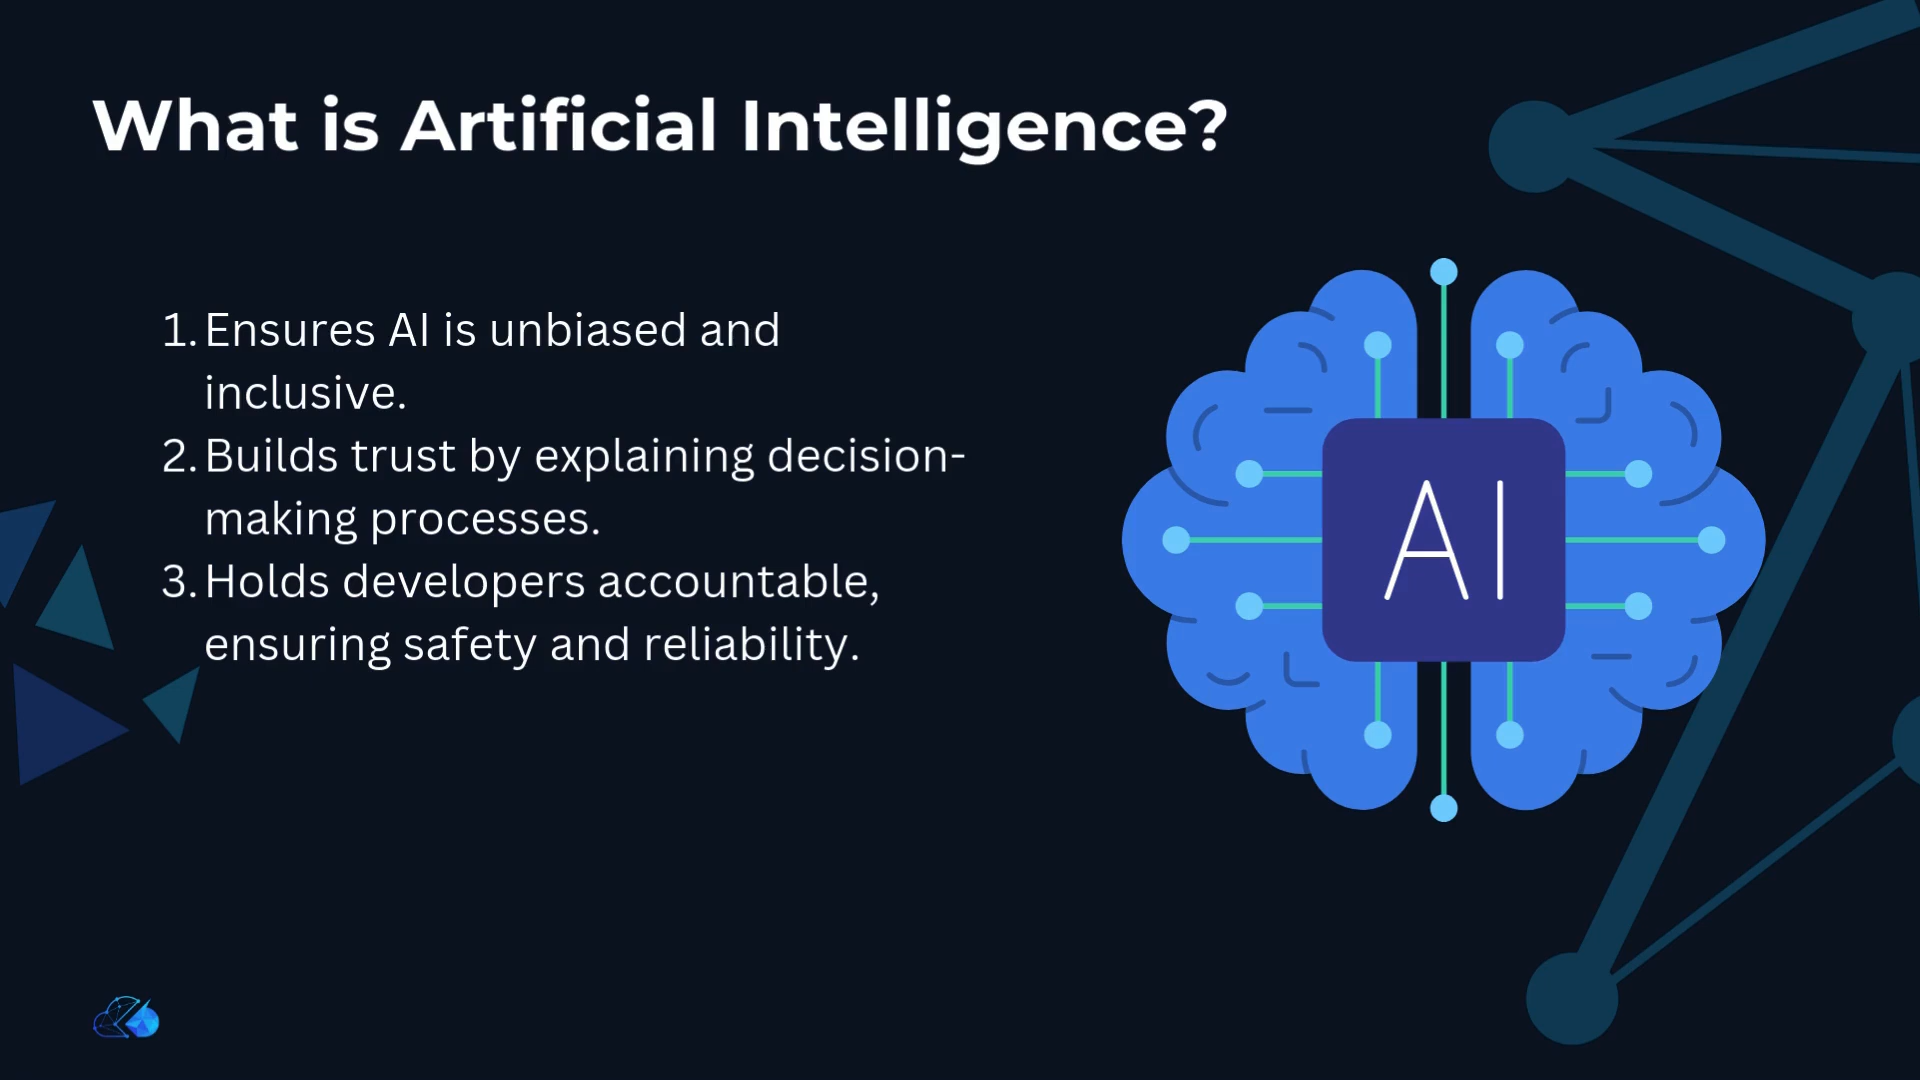 What is Artificial Intelligence?
1. Ensures AI is unbiased and
inclusive.
2. Builds trust by explaining decision-
making processes.
3. Holds developers accountable,
ensuring safety and reliability.
AI